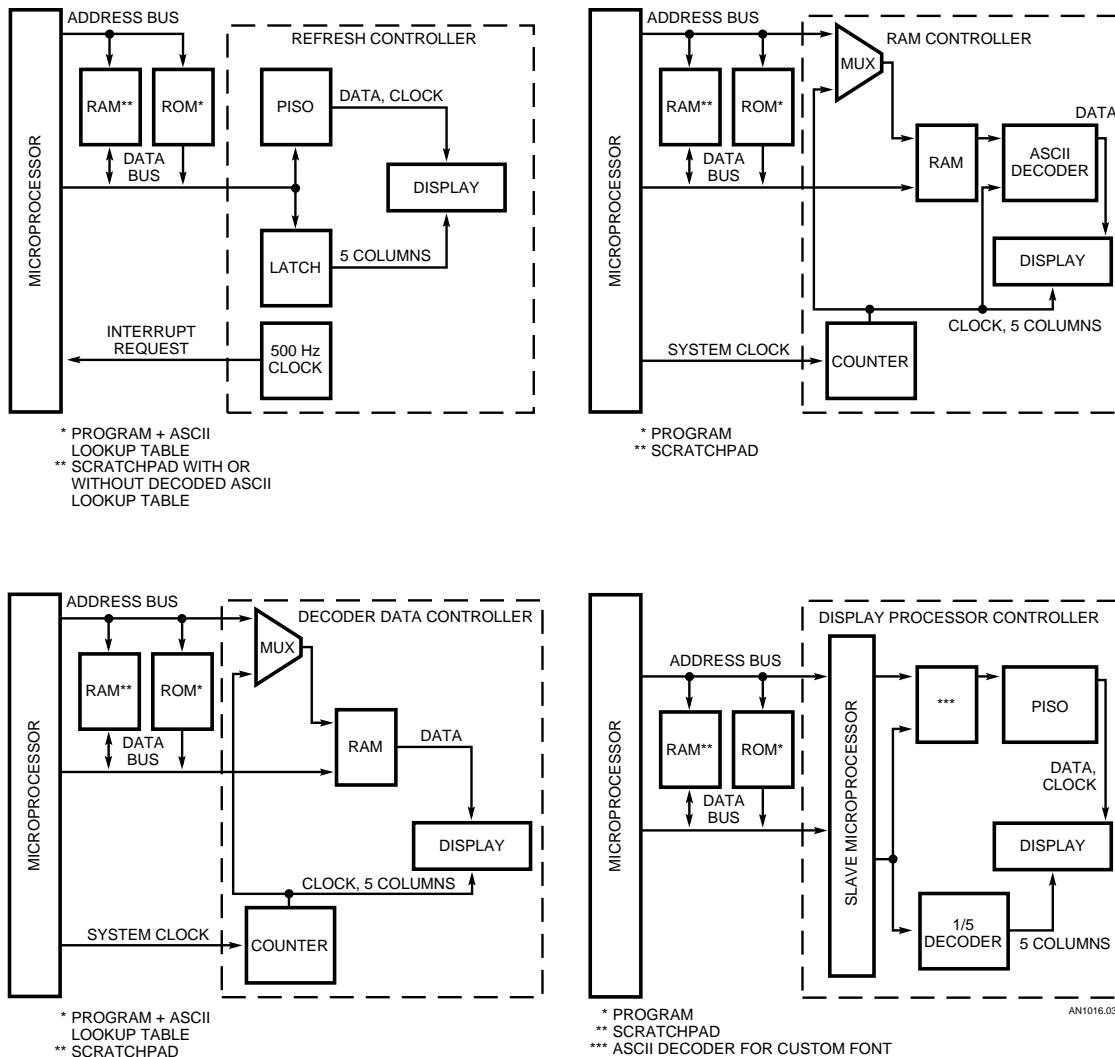 ADDRESS BUS
REFRESH CONTROLLER
MICROPROCESSOR
RAM**
ROM*
PISO
DATA, CLOCK
DATA
BUS
DISPLAY
LATCH
5 COLUMNS
INTERRUPT
REQUEST
500 Hz
CLOCK
* PROGRAM + ASCII
LOOKUP TABLE
** SCRATCHPAD WITH OR
WITHOUT DECODED ASCII
LOOKUP TABLE
ADDRESS BUS
RAM CONTROLLER
MICROPROCESSOR
MUX
RAM**
ROM*
DATA
RAM
ASCII
DECODER
DATA
BUS
DISPLAY
CLOCK, 5 COLUMNS
SYSTEM CLOCK
COUNTER
* PROGRAM
** SCRATCHPAD
ADDRESS BUS
DECODER DATA CONTROLLER
MICROPROCESSOR
MUX
RAM**
ROM*
RAM
DATA
DATA
BUS
DISPLAY
CLOCK, 5 COLUMNS
SYSTEM CLOCK
COUNTER
* PROGRAM + ASCII
LOOKUP TABLE
** SCRATCHPAD
DISPLAY PROCESSOR CONTROLLER
ADDRESS BUS
MICROPROCESSOR
SLAVE MICROPROCESSOR
RAM**
ROM*
***
PISO
DATA
BUS
DATA,
CLOCK
DISPLAY
1/5
DECODER
5 COLUMNS
* PROGRAM
** SCRATCHPAD
*** ASCII DECODER FOR CUSTOM FONT
AN1016.03